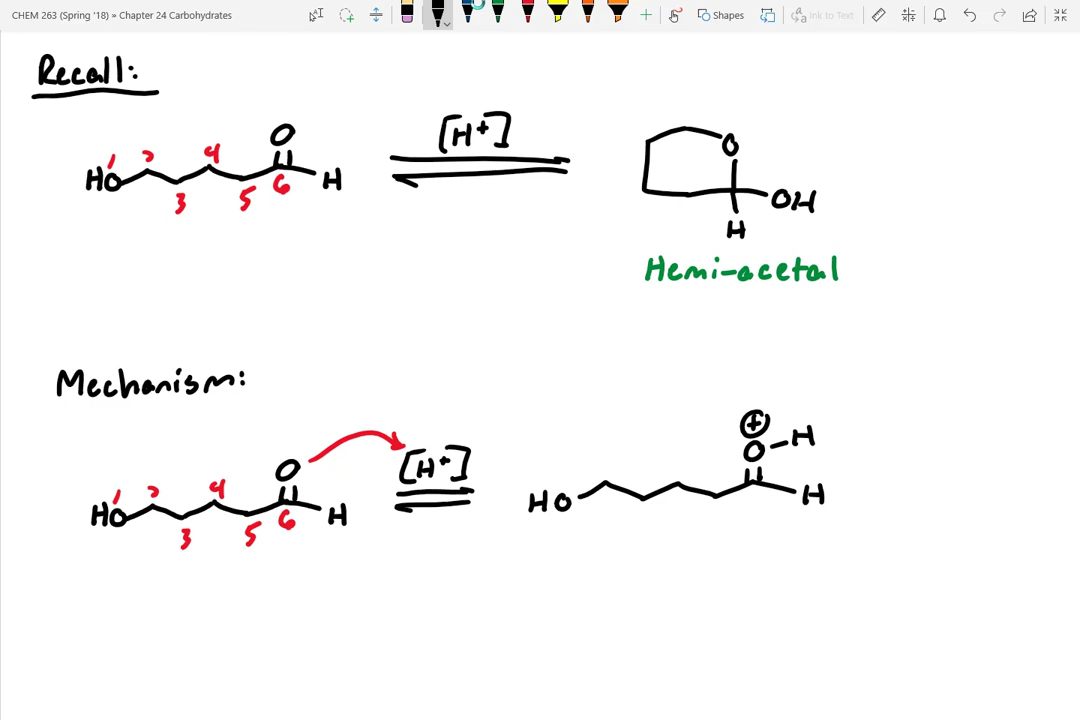 CHEM 263 (Spring '18) » Chapter 24 Carbohydrates
Shapes
Ink to Text
Recall:
O
[H+]
O
1 2 4
HO 6 H
3 5
OH
H
Hemi-acetal
Mechanism:
+
O H
O [H+]
1 2 4
HO 6 H
3 5
HO H